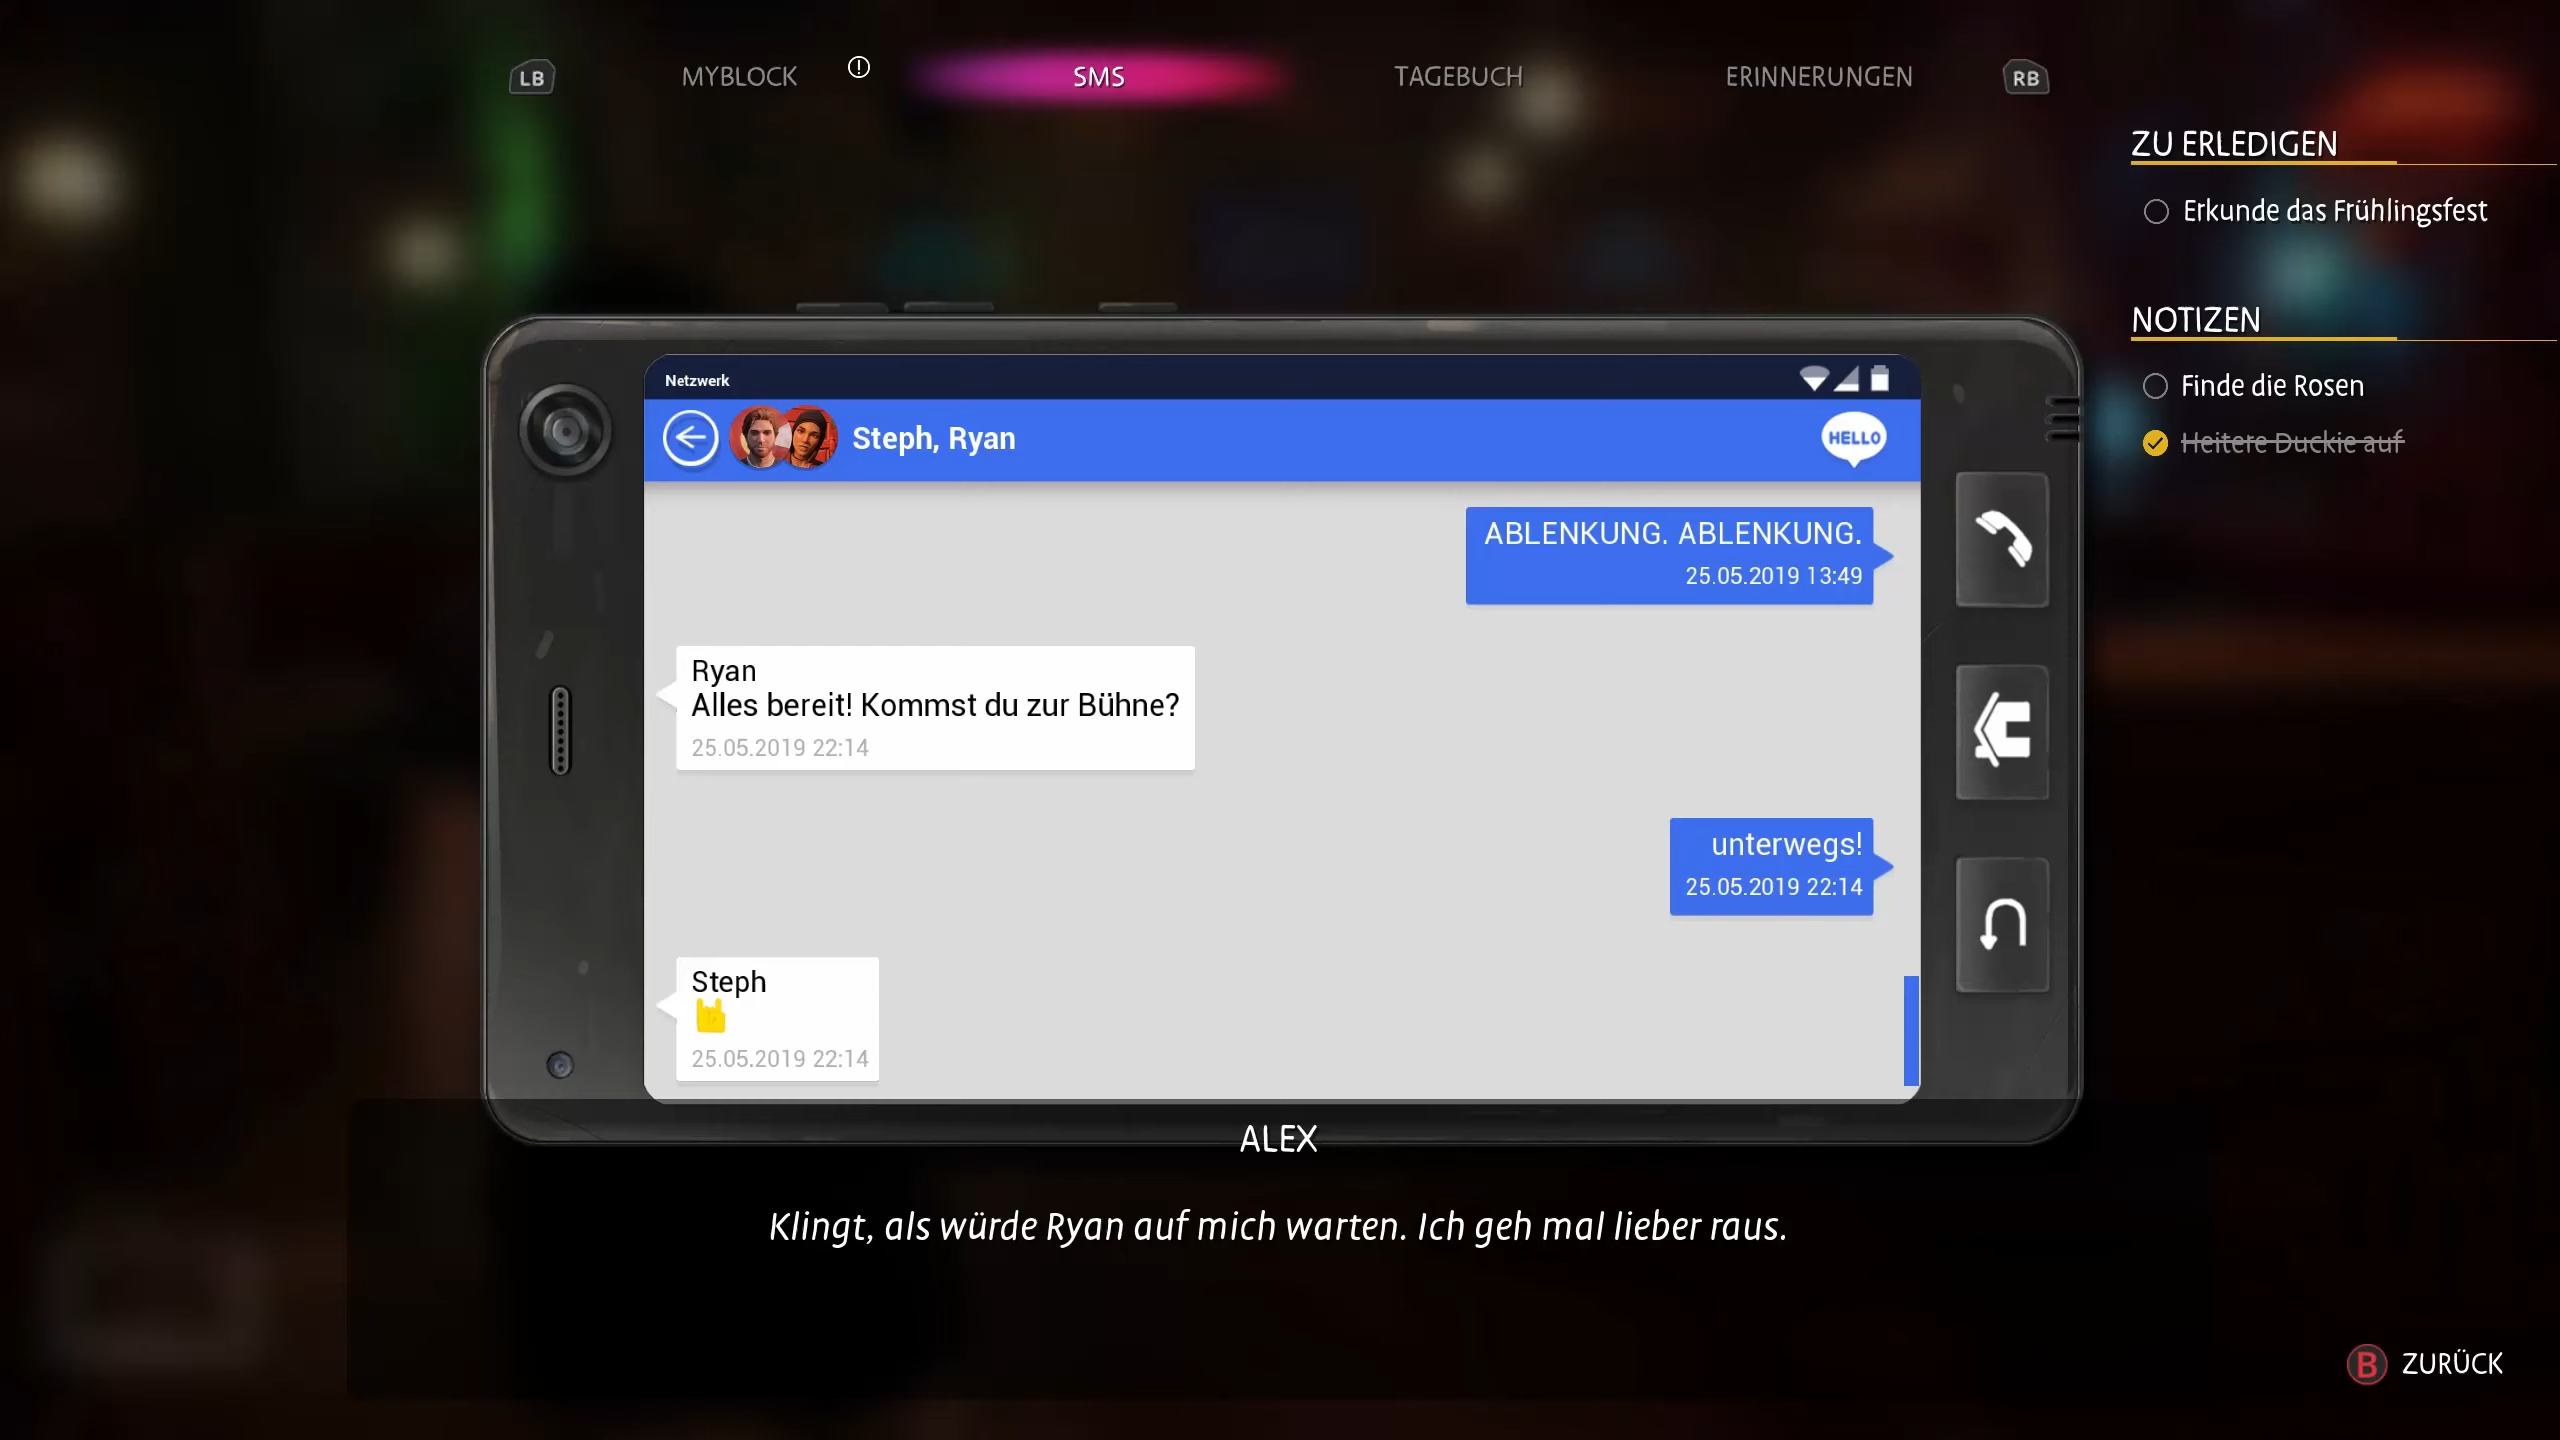 LB
MYBLOCK
SMS
TAGEBUCH
ERINNERUNGEN
RB
ZU ERLEDIGEN
Erkunde das Frühlingsfest
NOTIZEN
Finde die Rosen
Heitere Duckie auf
Netzwerk
Steph, Ryan
HELLO
ABLENKUNG. ABLENKUNG.
25.05.2019 13:49
Ryan
Alles bereit! Kommst du zur Bühne?
25.05.2019 22:14
unterwegs!
25.05.2019 22:14
Steph
25.05.2019 22:14
ALEX
Klingt, als würde Ryan auf mich warten. Ich geh mal lieber raus.
B ZURÜCK